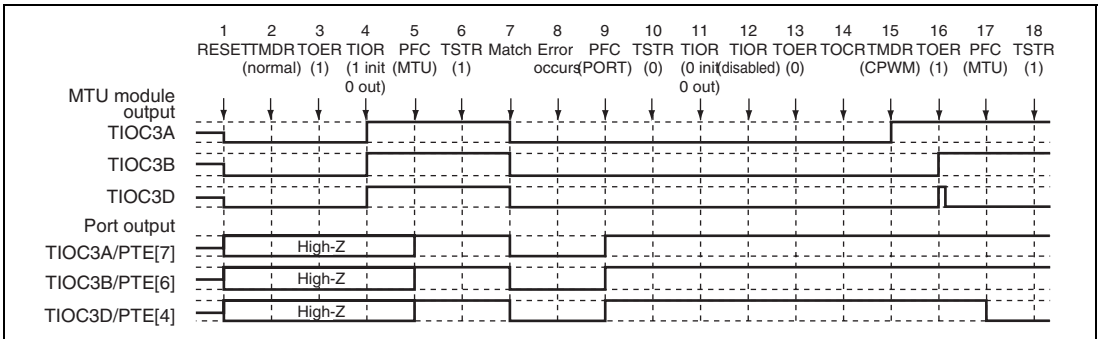 1 2 3 4 5 6 7 8 9 10 11 12 13 14 15 16 17 18
RESET TMDR TOER TIOR PFC TSTR Match Error PFC TSTR TIOR TIOR TOER TOCR TMDR TOER PFC TSTR
(normal) (1) (1 init (MTU) (1) occurs (PORT) (0) (0 init (disabled) (0) (CPWM) (1) (MTU) (1)
0 out) 0 out)
MTU module
output
TIOC3A
TIOC3B
TIOC3D
Port output
TIOC3A/PTE[7] High-Z
TIOC3B/PTE[6] High-Z
TIOC3D/PTE[4] High-Z